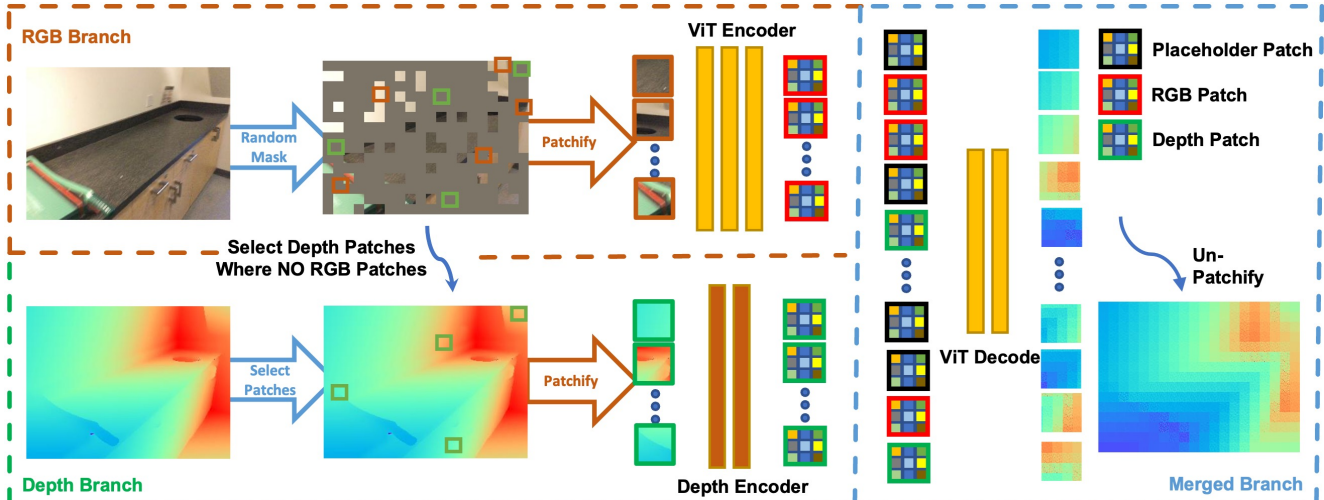 RGB Branch
ViT Encoder
Random
Mask
Patchify
Select Depth Patches
Where NO RGB Patches
Select
Patches
Patchify
Depth Encoder
Depth Branch
Placeholder Patch
RGB Patch
Depth Patch
Un-
Patchify
ViT Decode
Merged Branch